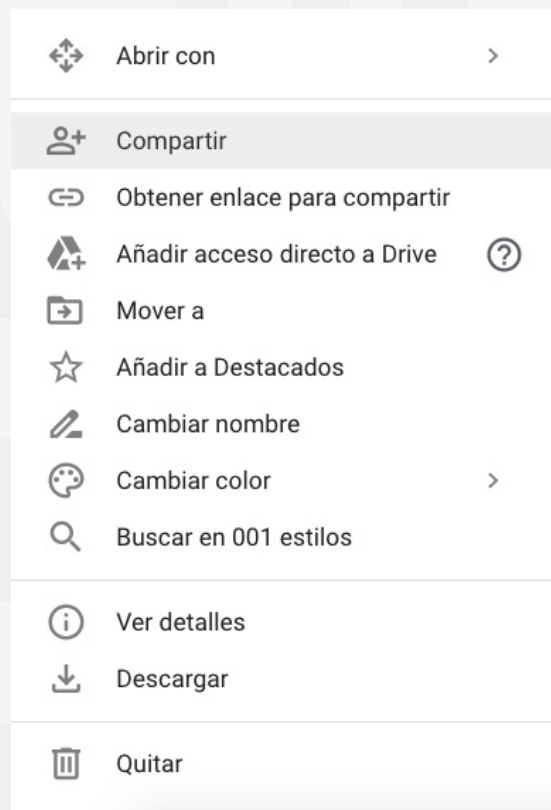 Abrir con
Compartir
Obtener enlace para compartir
Añadir acceso directo a Drive
Mover a
Añadir a Destacados
Cambiar nombre
Cambiar color
Buscar en 001 estilos
Ver detalles
Descargar
Quitar